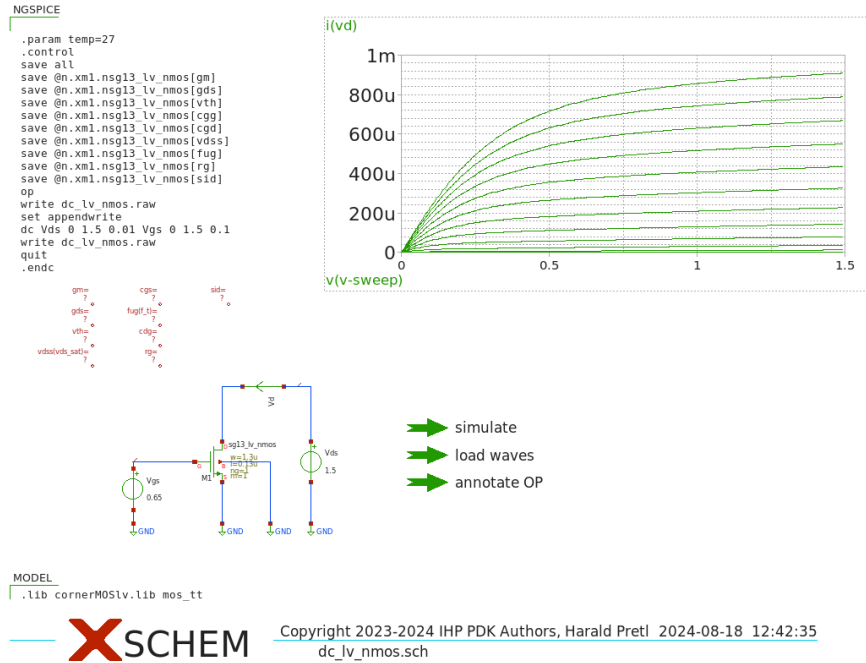 NGSPICE
.param temp=27
.control
save all
save @n.xm1.nsg13_lv_nmos[gm]
save @n.xm1.nsg13_lv_nmos[gds]
save @n.xm1.nsg13_lv_nmos[vth]
save @n.xm1.nsg13_lv_nmos[cgg]
save @n.xm1.nsg13_lv_nmos[cgd]
save @n.xm1.nsg13_lv_nmos[vdss]
save @n.xm1.nsg13_lv_nmos[fug]
save @n.xm1.nsg13_lv_nmos[rg]
save @n.xm1.nsg13_lv_nmos[sid]
op
write dc_lv_nmos.raw
set appendwrite
dc Vds 0 1.5 0.01 Vgs 0 1.5 0.1
write dc_lv_nmos.raw
quit
.endc
i(vd)
1m
800u
600u
400u
200u
0
0 0.5 1 1.5
v(v-sweep)
gm= cgs= sid=
? ? ?
gds= fug(f_t)=
? ?
vth= cdg=
? ?
vdss(vds_sat)= rg=
? ?
Vd
sg13_lv_nmos
D
w=1.3u
l=0.13u
ng=1
m=1
G
B
S
M1
Vgs
0.65
Vds
1.5
GND GND GND GND
simulate
load waves
annotate OP
MODEL
.lib cornerMOSlv.lib mos_tt
XSCHEM
Copyright 2023-2024 IHP PDK Authors, Harald Pretl 2024-08-18 12:42:35
dc_lv_nmos.sch